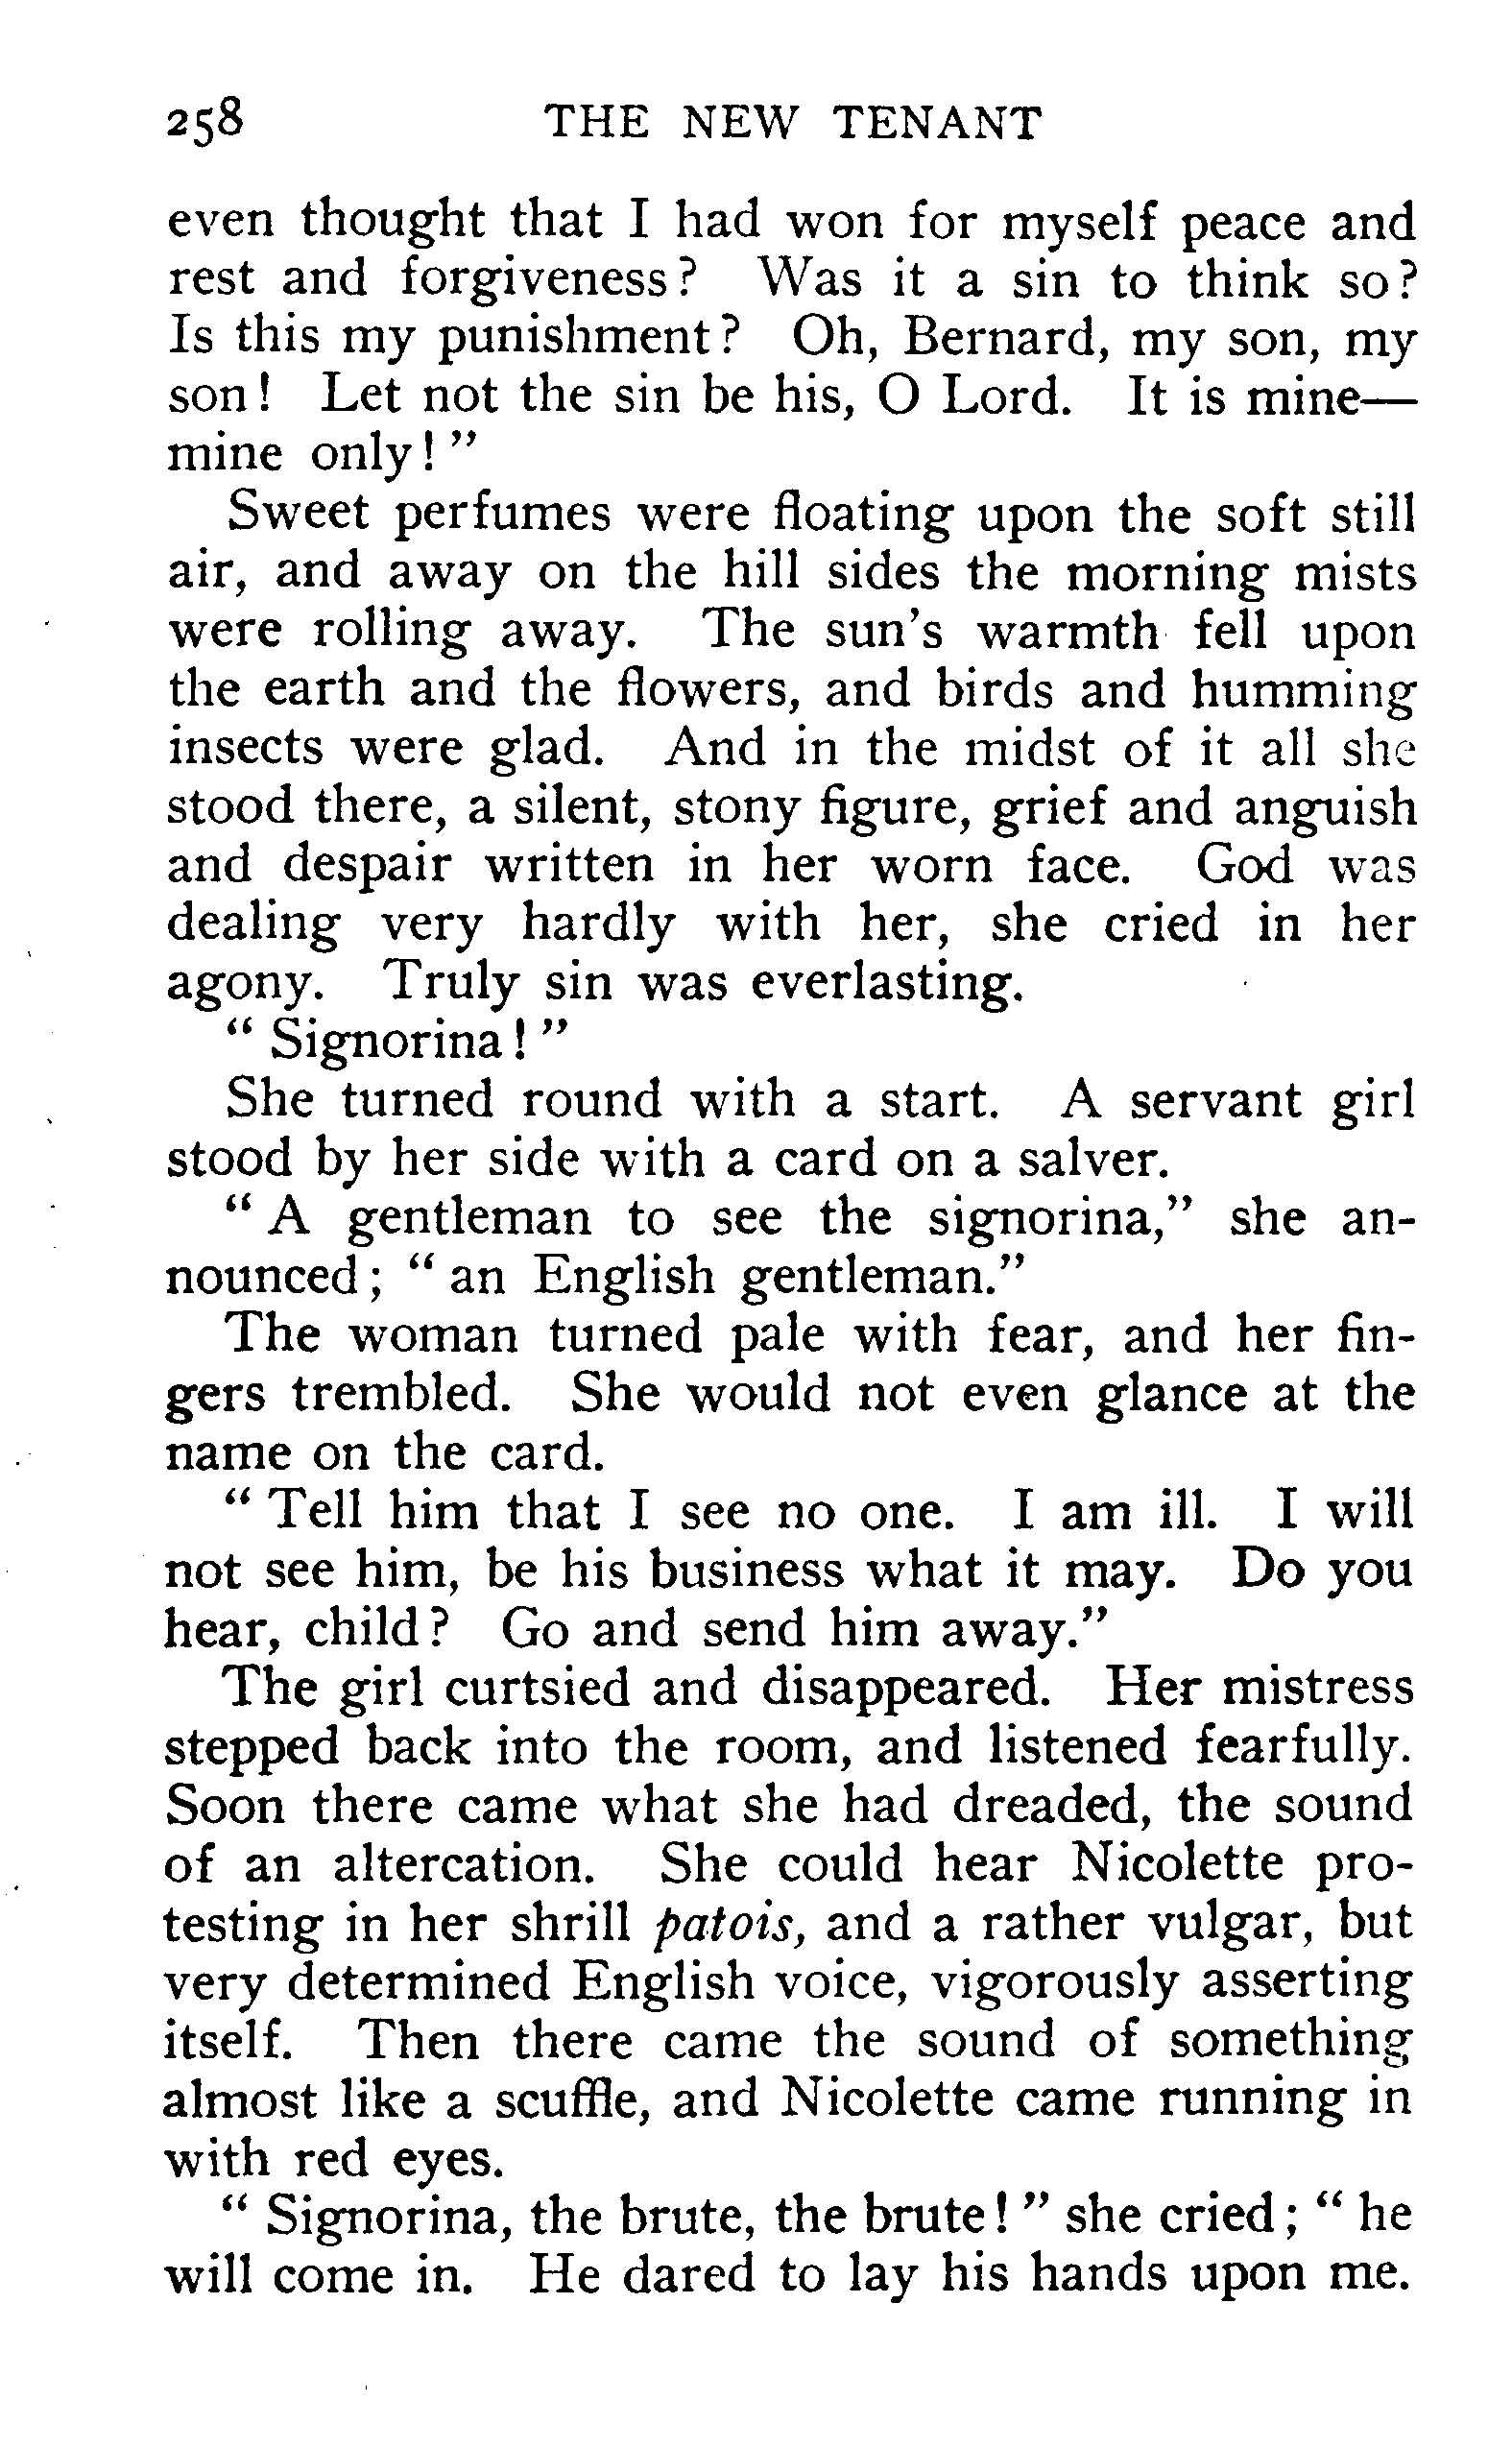 258 THE NEW TENANT
even thought that I had won for myself peace and
rest and forgiveness? Was it a sin to think so?
Is this my punishment? Oh, Bernard, my son, my
son! Let not the sin be his, O Lord. It is mine—
mine only!"
Sweet perfumes were floating upon the soft still
air, and away on the hill sides the morning mists
were rolling away. The sun's warmth fell upon
the earth and the flowers, and birds and humming
insects were glad. And in the midst of it all she
stood there, a silent, stony figure, grief and anguish
and despair written in her worn face. God was
dealing very hardly with her, she cried in her
agony. Truly sin was everlasting.
"Signorina!"
She turned round with a start. A servant girl
stood by her side with a card on a salver.
"A gentleman to see the signorina," she an-
nounced; "an English gentleman."
The woman turned pale with fear, and her fin-
gers trembled. She would not even glance at the
name on the card.
"Tell him that I see no one. I am ill. I will
not see him, be his business what it may. Do you
hear, child? Go and send him away."
The girl curtsied and disappeared. Her mistress
stepped back into the room, and listened fearfully.
Soon there came what she had dreaded, the sound
of an altercation. She could hear Nicolette pro-
testing in her shrill patois, and a rather vulgar, but
very determined English voice, vigorously asserting
itself. Then there came the sound of something
almost like a scuffle, and Nicolette came running in
with red eyes.
"Signorina, the brute, the brute!" she cried; "he
will come in. He dared to lay his hands upon me.